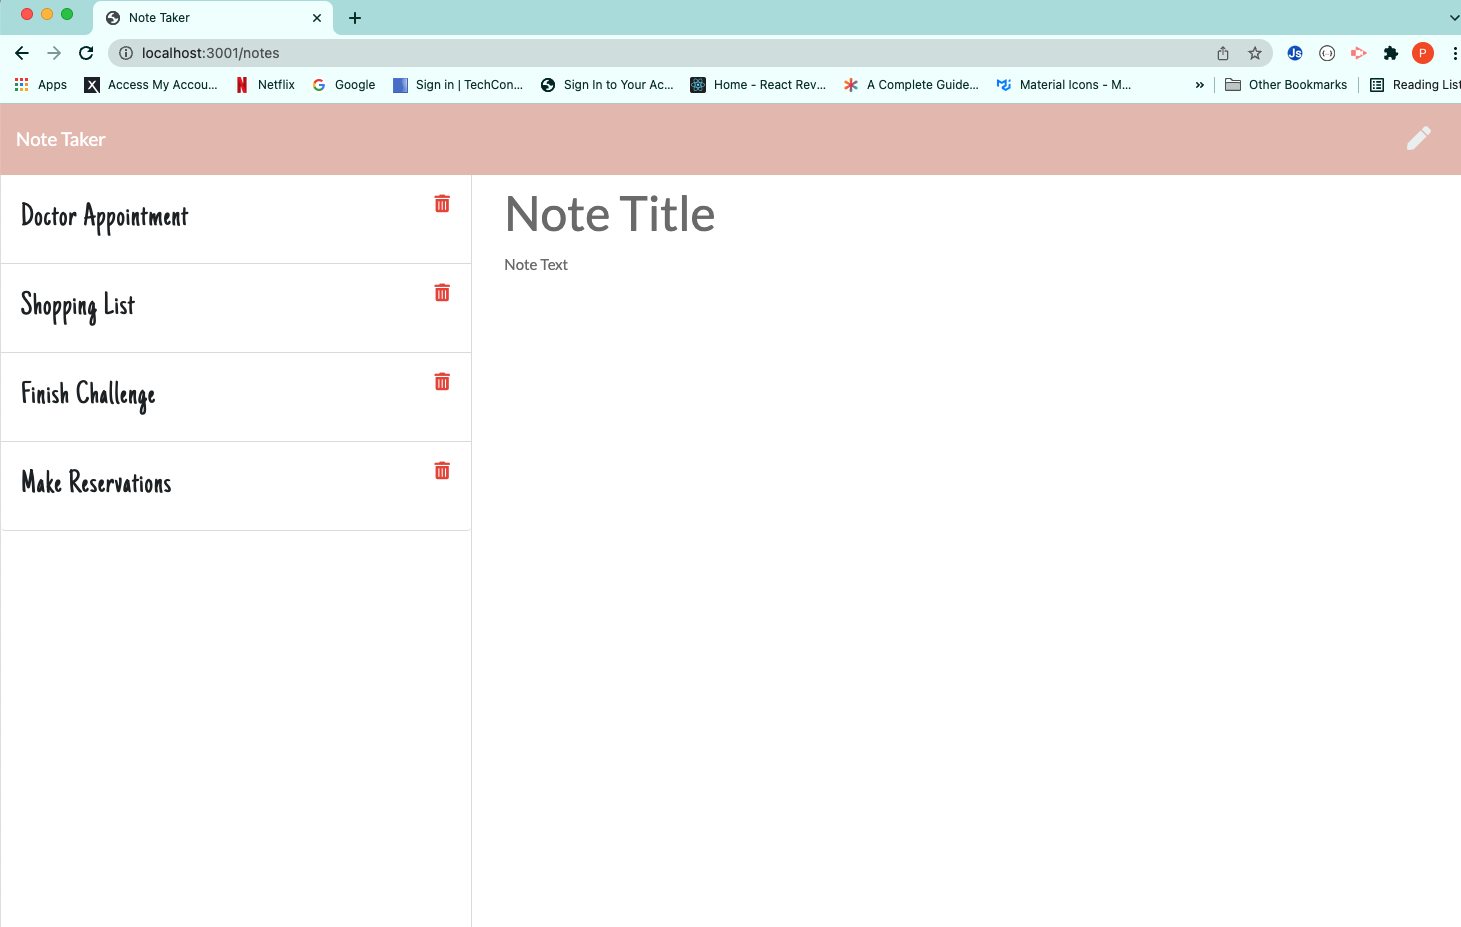 Note Taker
localhost:3001/notes
P
Apps
Access My Accou...
Netflix
Google
Sign in | TechCon...
Sign In to Your Ac...
Home - React Rev...
A Complete Guide...
Material Icons - M...
»
Other Bookmarks
Reading List
Note Taker
Doctor Appointment
Shopping List
Finish Challenge
Make Reservations
Note Title
Note Text